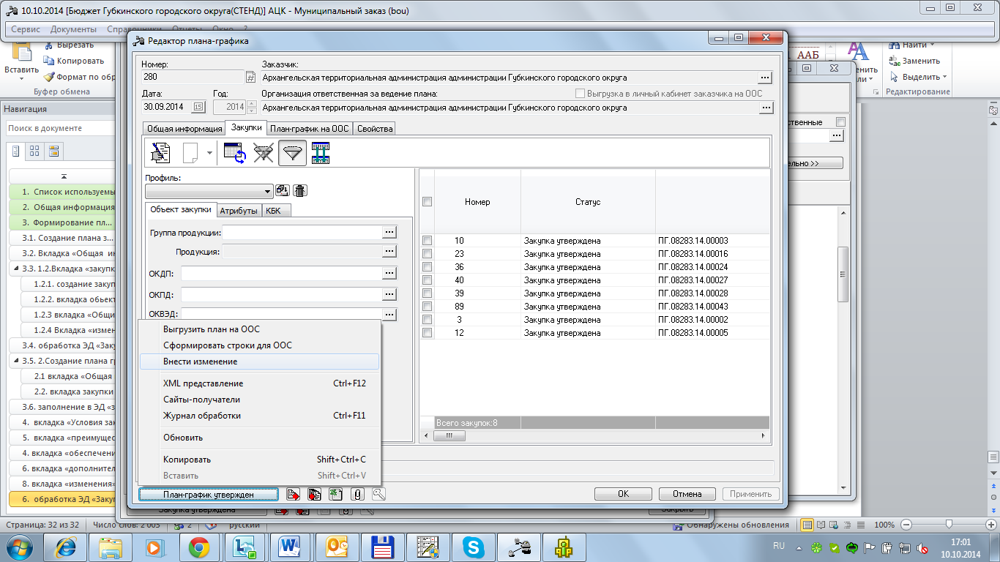 10.10.2014 [Бюджет Губкинского городского округа(СТЕНД)] АЦК - Муниципальный заказ (bou)
Сервис Документы Справочники Отчеты Окно ?
Вырезать
Копировать
Формат по обр
Вставить
Буфер обмена
ААБ
Найти
Заменить
Выделить
Редактирование
Навигация
Поиск в документе
1. Список используемы
2. Общая информация
3. Формирование пл...
3.1. Создание плана з...
3.2. Вкладка «Общая ин
3.3. 1.2.Вкладка «закупк
1.2.1. создание закуп
1.2.2. вкладка объект
1.2.3 вкладка «Общи
1.2.4 Вкладка «измен
3.4. обработка ЭД «Заку
3.5. 2.Создание плана г
2.1 вкладка «Общая
2.2. вкладка закупки
3.6. заполнение в ЭД «з
4. вкладка «Условия зак
5. вкладка «преимущес
4. вкладка «обеспечени
6. вкладка «дополнител
8. вкладка «изменения»
6. обработка ЭД «Закуп
Редактор плана-графика
Номер:
280
Заказчик:
Архангельская территориальная администрация администрации Губкинского городского округа
Дата:
30.09.2014
Год:
2014
Организация ответственная за ведение плана:
Выгрузка в личный кабинет заказчика на ООС
Архангельская территориальная администрация администрации Губкинского городского округа
Общая информация Закупки План-график на ООС Свойства
Профиль:
Объект закупки Атрибуты КБК
Группа продукции:
Продукция:
ОКДП:
ОКПД:
ОКВЭД:
Номер Статус
10 Закупка утверждена ПГ.08283.14.00003
23 Закупка утверждена ПГ.08283.14.00016
36 Закупка утверждена ПГ.08283.14.00024
40 Закупка утверждена ПГ.08283.14.00027
39 Закупка утверждена ПГ.08283.14.00028
89 Закупка утверждена ПГ.08283.14.00043
3 Закупка утверждена ПГ.08283.14.00002
12 Закупка утверждена ПГ.08283.14.00005
Всего закупок:8
Выгрузить план на ООС
Сформировать строки для ООС
Внести изменение
XML представление Ctrl+F12
Сайты-получатели
Журнал обработки Ctrl+F11
Обновить
Копировать Shift+Ctrl+C
Вставить Shift+Ctrl+V
План-график утвержден
OK Отмена Применить
Закупка утверждена
Закрыть
Страница: 32 из 32 Число слов: 2 005 русский
Обнаружены обновления
100%
RU
17:01
10.10.2014